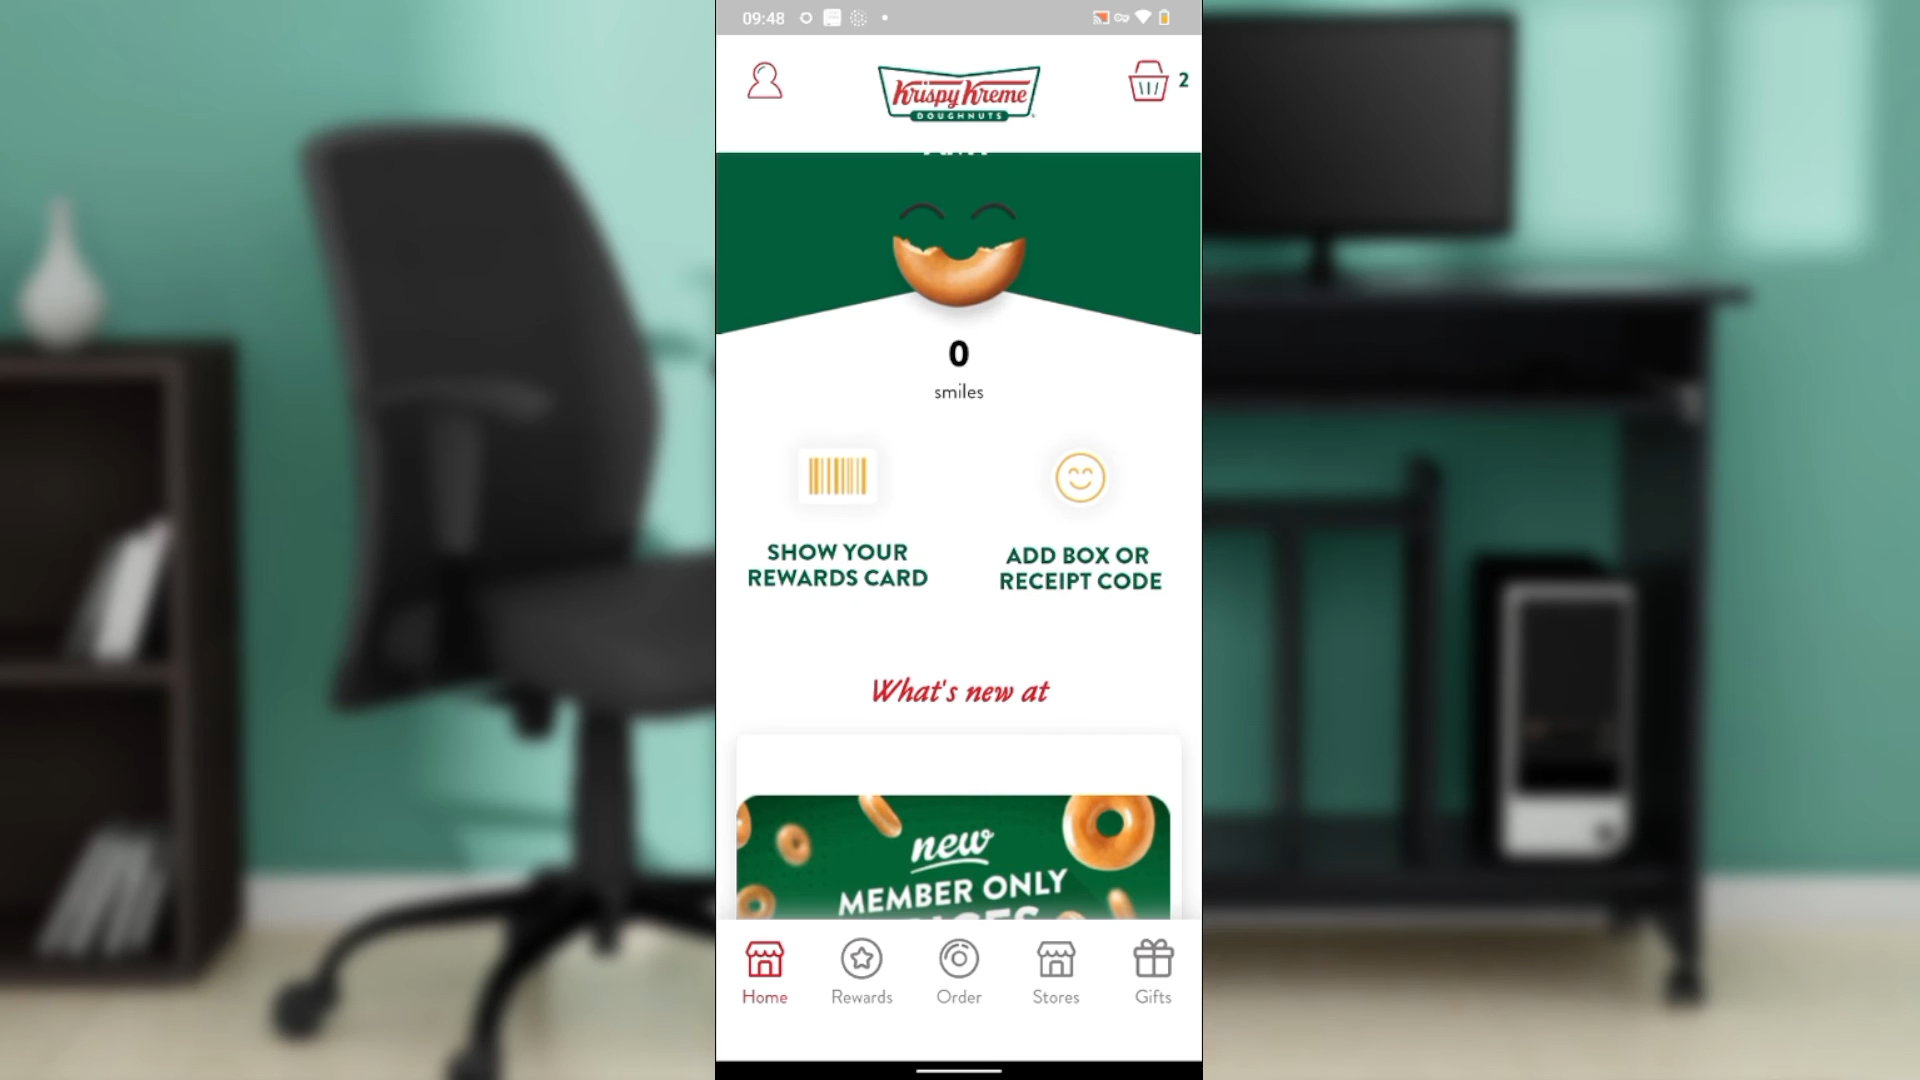 09:48
2
Krispy Kreme
DOUGHNUTS
0
smiles
SHOW YOUR
REWARDS CARD
ADD BOX OR
RECEIPT CODE
What's new at
new
MEMBER ONLY
Home
Rewards
Order
Stores
Gifts